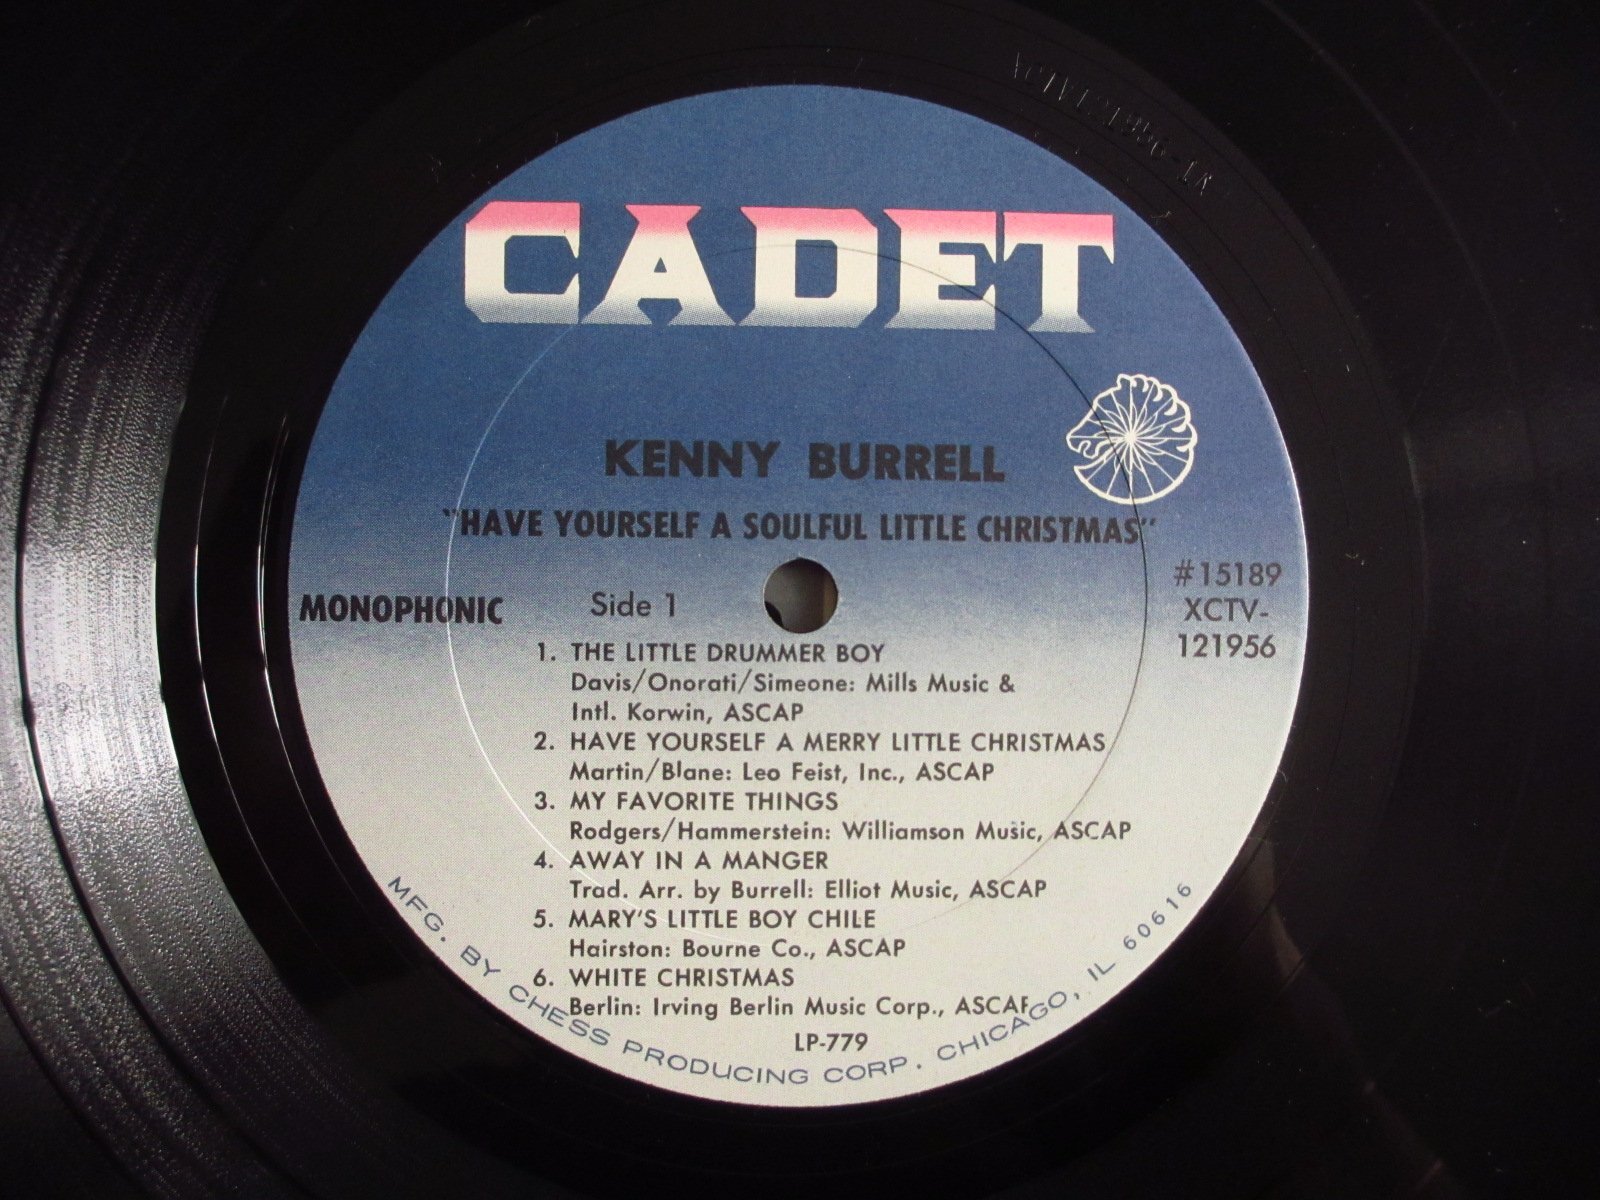 XCTV121956-1A
CADET
KENNY BURRELL
"HAVE YOURSELF A SOULFUL LITTLE CHRISTMAS"
MONOPHONIC
Side 1
#15189
XCTV-
121956
1. THE LITTLE DRUMMER BOY
Davis/Onorati/Simeone: Mills Music &
Intl. Korwin, ASCAP
2. HAVE YOURSELF A MERRY LITTLE CHRISTMAS
Martin/Blane: Leo Feist, Inc., ASCAP
3. MY FAVORITE THINGS
Rodgers/Hammerstein: Williamson Music, ASCAP
4. AWAY IN A MANGER
Trad. Arr. by Burrell: Elliot Music, ASCAP
5. MARY'S LITTLE BOY CHILE
Hairston: Bourne Co., ASCAP
6. WHITE CHRISTMAS
Berlin: Irving Berlin Music Corp., ASCAP
LP-779
MFG. BY CHESS PRODUCING CORP. CHICAGO, IL 60616